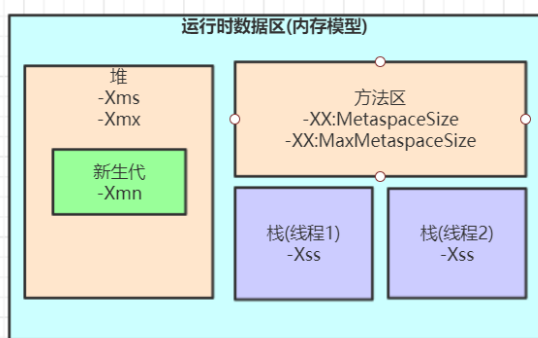 运行时数据区(内存模型)
堆
-Xms
-Xmx
新生代
-Xmn
方法区
-XX:MetaspaceSize
-XX:MaxMetaspaceSize
栈(线程1)
-Xss
栈(线程2)
-Xss